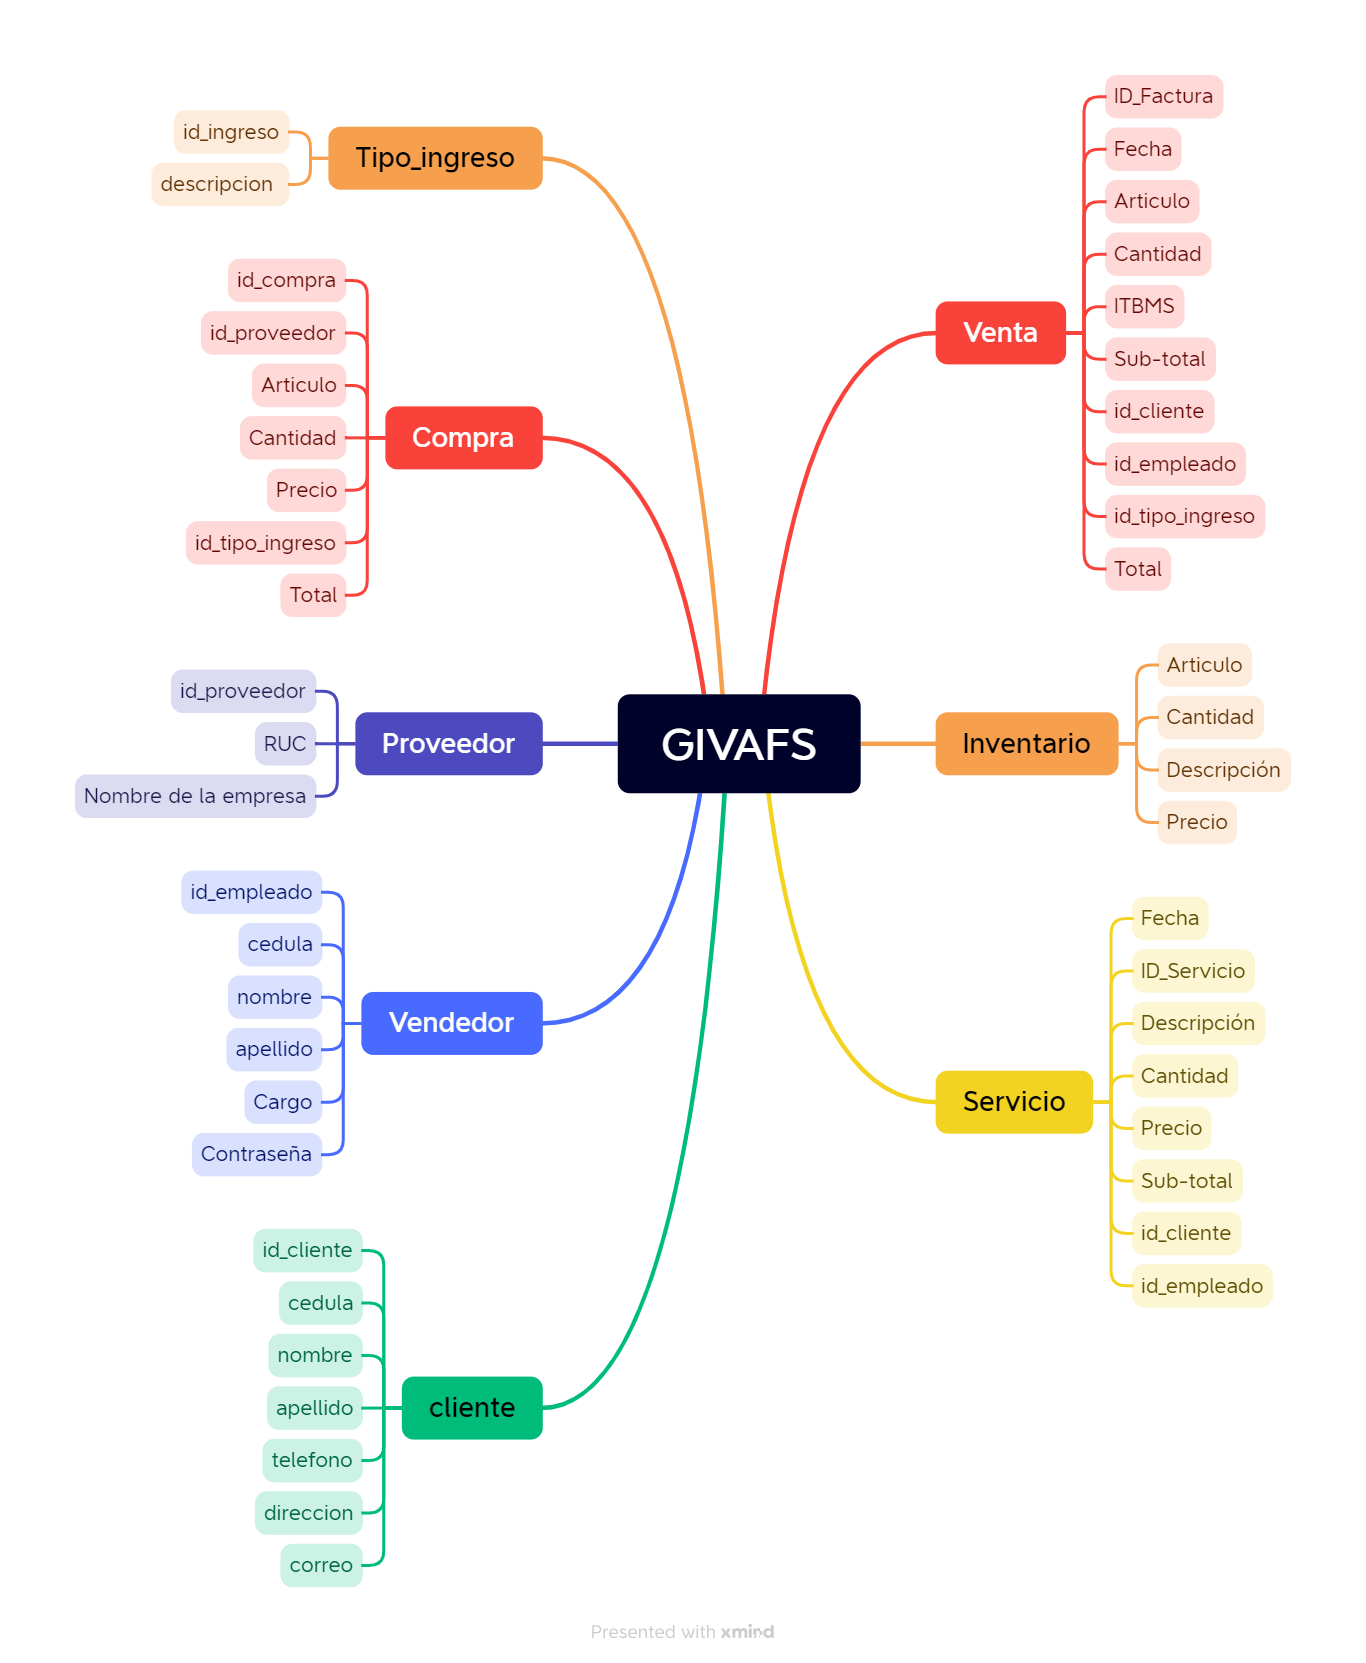 GIVAFS
Venta
ID_Factura
Fecha
Articulo
Cantidad
ITBMS
Sub-total
id_cliente
id_empleado
id_tipo_ingreso
Total
Inventario
Articulo
Cantidad
Descripción
Precio
Servicio
Fecha
ID_Servicio
Descripción
Cantidad
Precio
Sub-total
id_cliente
id_empleado
Tipo_ingreso
id_ingreso
descripcion
Compra
id_compra
id_proveedor
Articulo
Cantidad
Precio
id_tipo_ingreso
Total
Proveedor
id_proveedor
RUC
Nombre de la empresa
Vendedor
id_empleado
cedula
nombre
apellido
Cargo
Contraseña
cliente
id_cliente
cedula
nombre
apellido
telefono
direccion
correo
Presented with xmind